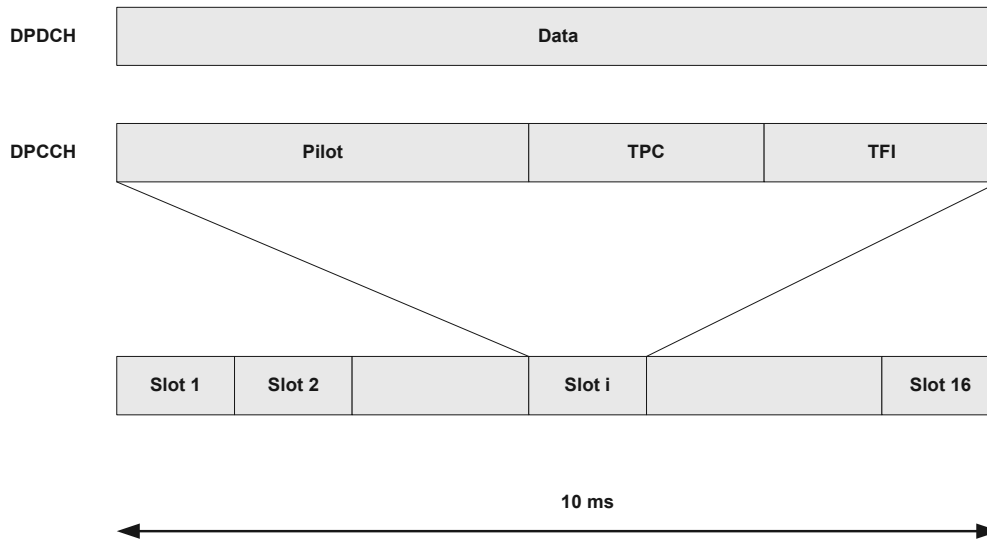 DPDCH Data
DPCCH Pilot TPC TFI
Slot 1 Slot 2 Slot i Slot 16
10 ms